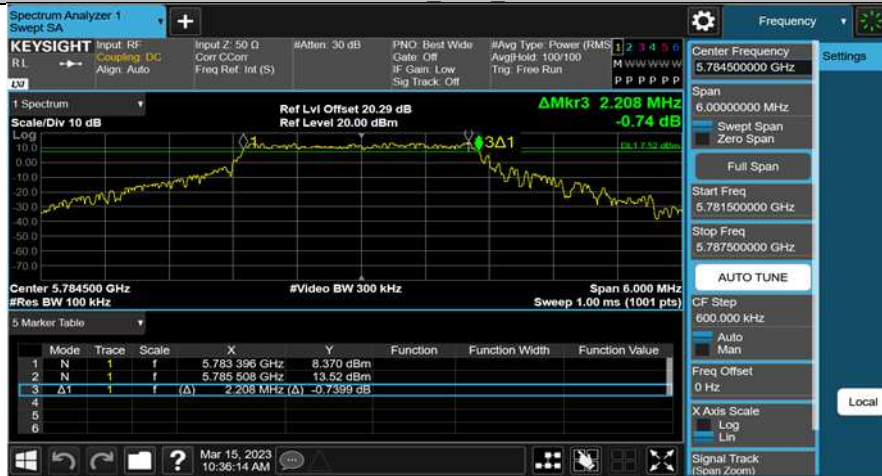 Spectrum Analyzer 1
Swept SA
+
Frequency
KEYSIGHT
RL
LXI
Input: RF
Coupling: DC
Align: Auto
Input Z: 50 Ω
Corr CCorr
Freq Ref: Int (S)
#Atten: 30 dB
PNO: Best Wide
Gate: Off
IF Gain: Low
Sig Track: Off
#Avg Type: Power (RMS
Avg|Hold: 100/100
Trig: Free Run
1 2 3 4 5 6
M W W W W W
P P P P P P
1 Spectrum
Scale/Div 10 dB
Ref Lvl Offset 20.29 dB
Ref Level 20.00 dBm
ΔMkr3 2.208 MHz
-0.74 dB
Log
10.0
0.00
-10.0
-20.0
-30.0
-40.0
-50.0
-60.0
-70.0
1
3Δ1
DL1 7.52 dBm
Center 5.784500 GHz
#Res BW 100 kHz
#Video BW 300 kHz
Span 6.000 MHz
Sweep 1.00 ms (1001 pts)
5 Marker Table
Mode Trace Scale X Y Function Function Width Function Value
1 N 1 f 5.783 396 GHz 8.370 dBm
2 N 1 f 5.785 508 GHz 13.52 dBm
3 Δ1 1 f (Δ) 2.208 MHz (Δ) -0.7399 dB
4
5
6
Mar 15, 2023
10:36:14 AM
?
Center Frequency
5.784500000 GHz
Span
6.00000000 MHz
Swept Span
Zero Span
Full Span
Start Freq
5.781500000 GHz
Stop Freq
5.787500000 GHz
AUTO TUNE
CF Step
600.000 kHz
Auto
Man
Freq Offset
0 Hz
X Axis Scale
Log
Lin
Signal Track
(Span Zoom)
Settings
Local